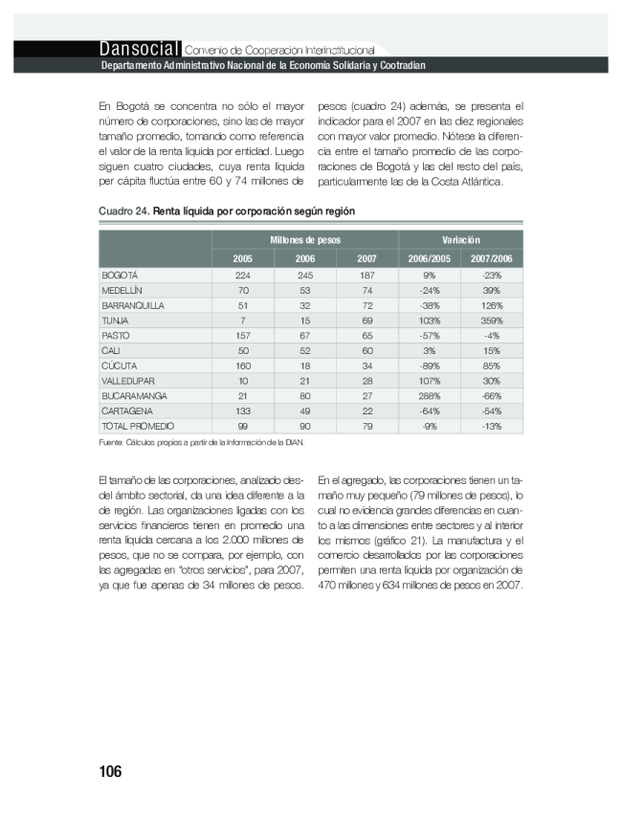 Dansocial Convenio de Cooperación Interinstitucional
Departamento Administrativo Nacional de la Economía Solidaria y Cootradian
En Bogotá se concentra no sólo el mayor
número de corporaciones, sino las de mayor
tamaño promedio, tomando como referencia
el valor de la renta líquida por entidad. Luego
siguen cuatro ciudades, cuya renta líquida
per cápita fluctúa entre 60 y 74 millones de
pesos (cuadro 24) además, se presenta el
indicador para el 2007 en las diez regionales
con mayor valor promedio. Nótese la diferen-
cia entre el tamaño promedio de las corpo-
raciones de Bogotá y las del resto del país,
particularmente las de la Costa Atlántica.
Cuadro 24. Renta líquida por corporación según región
Millones de pesos Variación
2005 2006 2007 2006/2005 2007/2006
BOGOTÁ 224 245 187 9% -23%
MEDELLÍN 70 53 74 -24% 39%
BARRANQUILLA 51 32 72 -38% 126%
TUNJA 7 15 69 103% 359%
PASTO 157 67 65 -57% -4%
CALI 50 52 60 3% 15%
CÚCUTA 160 18 34 -89% 85%
VALLEDUPAR 10 21 28 107% 30%
BUCARAMANGA 21 80 27 288% -66%
CARTAGENA 133 49 22 -64% -54%
TOTAL PROMEDIO 99 90 79 -9% -13%
Fuente: Cálculos propios a partir de la Información de la DIAN.
El tamaño de las corporaciones, analizado des-
del ámbito sectorial, da una idea diferente a la
de región. Las organizaciones ligadas con los
servicios financieros tienen en promedio una
renta líquida cercana a los 2.000 millones de
pesos, que no se compara, por ejemplo, con
las agregadas en "otros servicios", para 2007,
ya que fue apenas de 34 millones de pesos.
En el agregado, las corporaciones tienen un ta-
maño muy pequeño (79 millones de pesos), lo
cual no evidencia grandes diferencias en cuan-
to a las dimensiones entre sectores y al interior
los mismos (gráfico 21). La manufactura y el
comercio desarrollados por las corporaciones
permiten una renta líquida por organización de
470 millones y 634 millones de pesos en 2007.
106